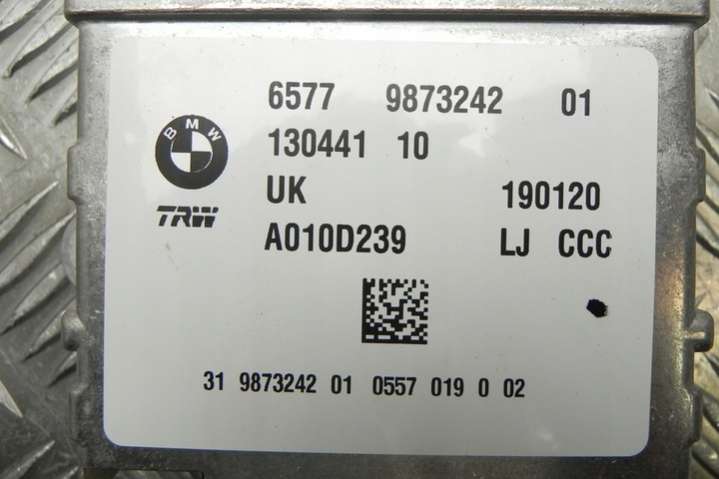 6577 9873242 01
BMW
130441 10
UK 190120
TRW
A010D239 LJ CCC
31 9873242 01 0557 019 0 02